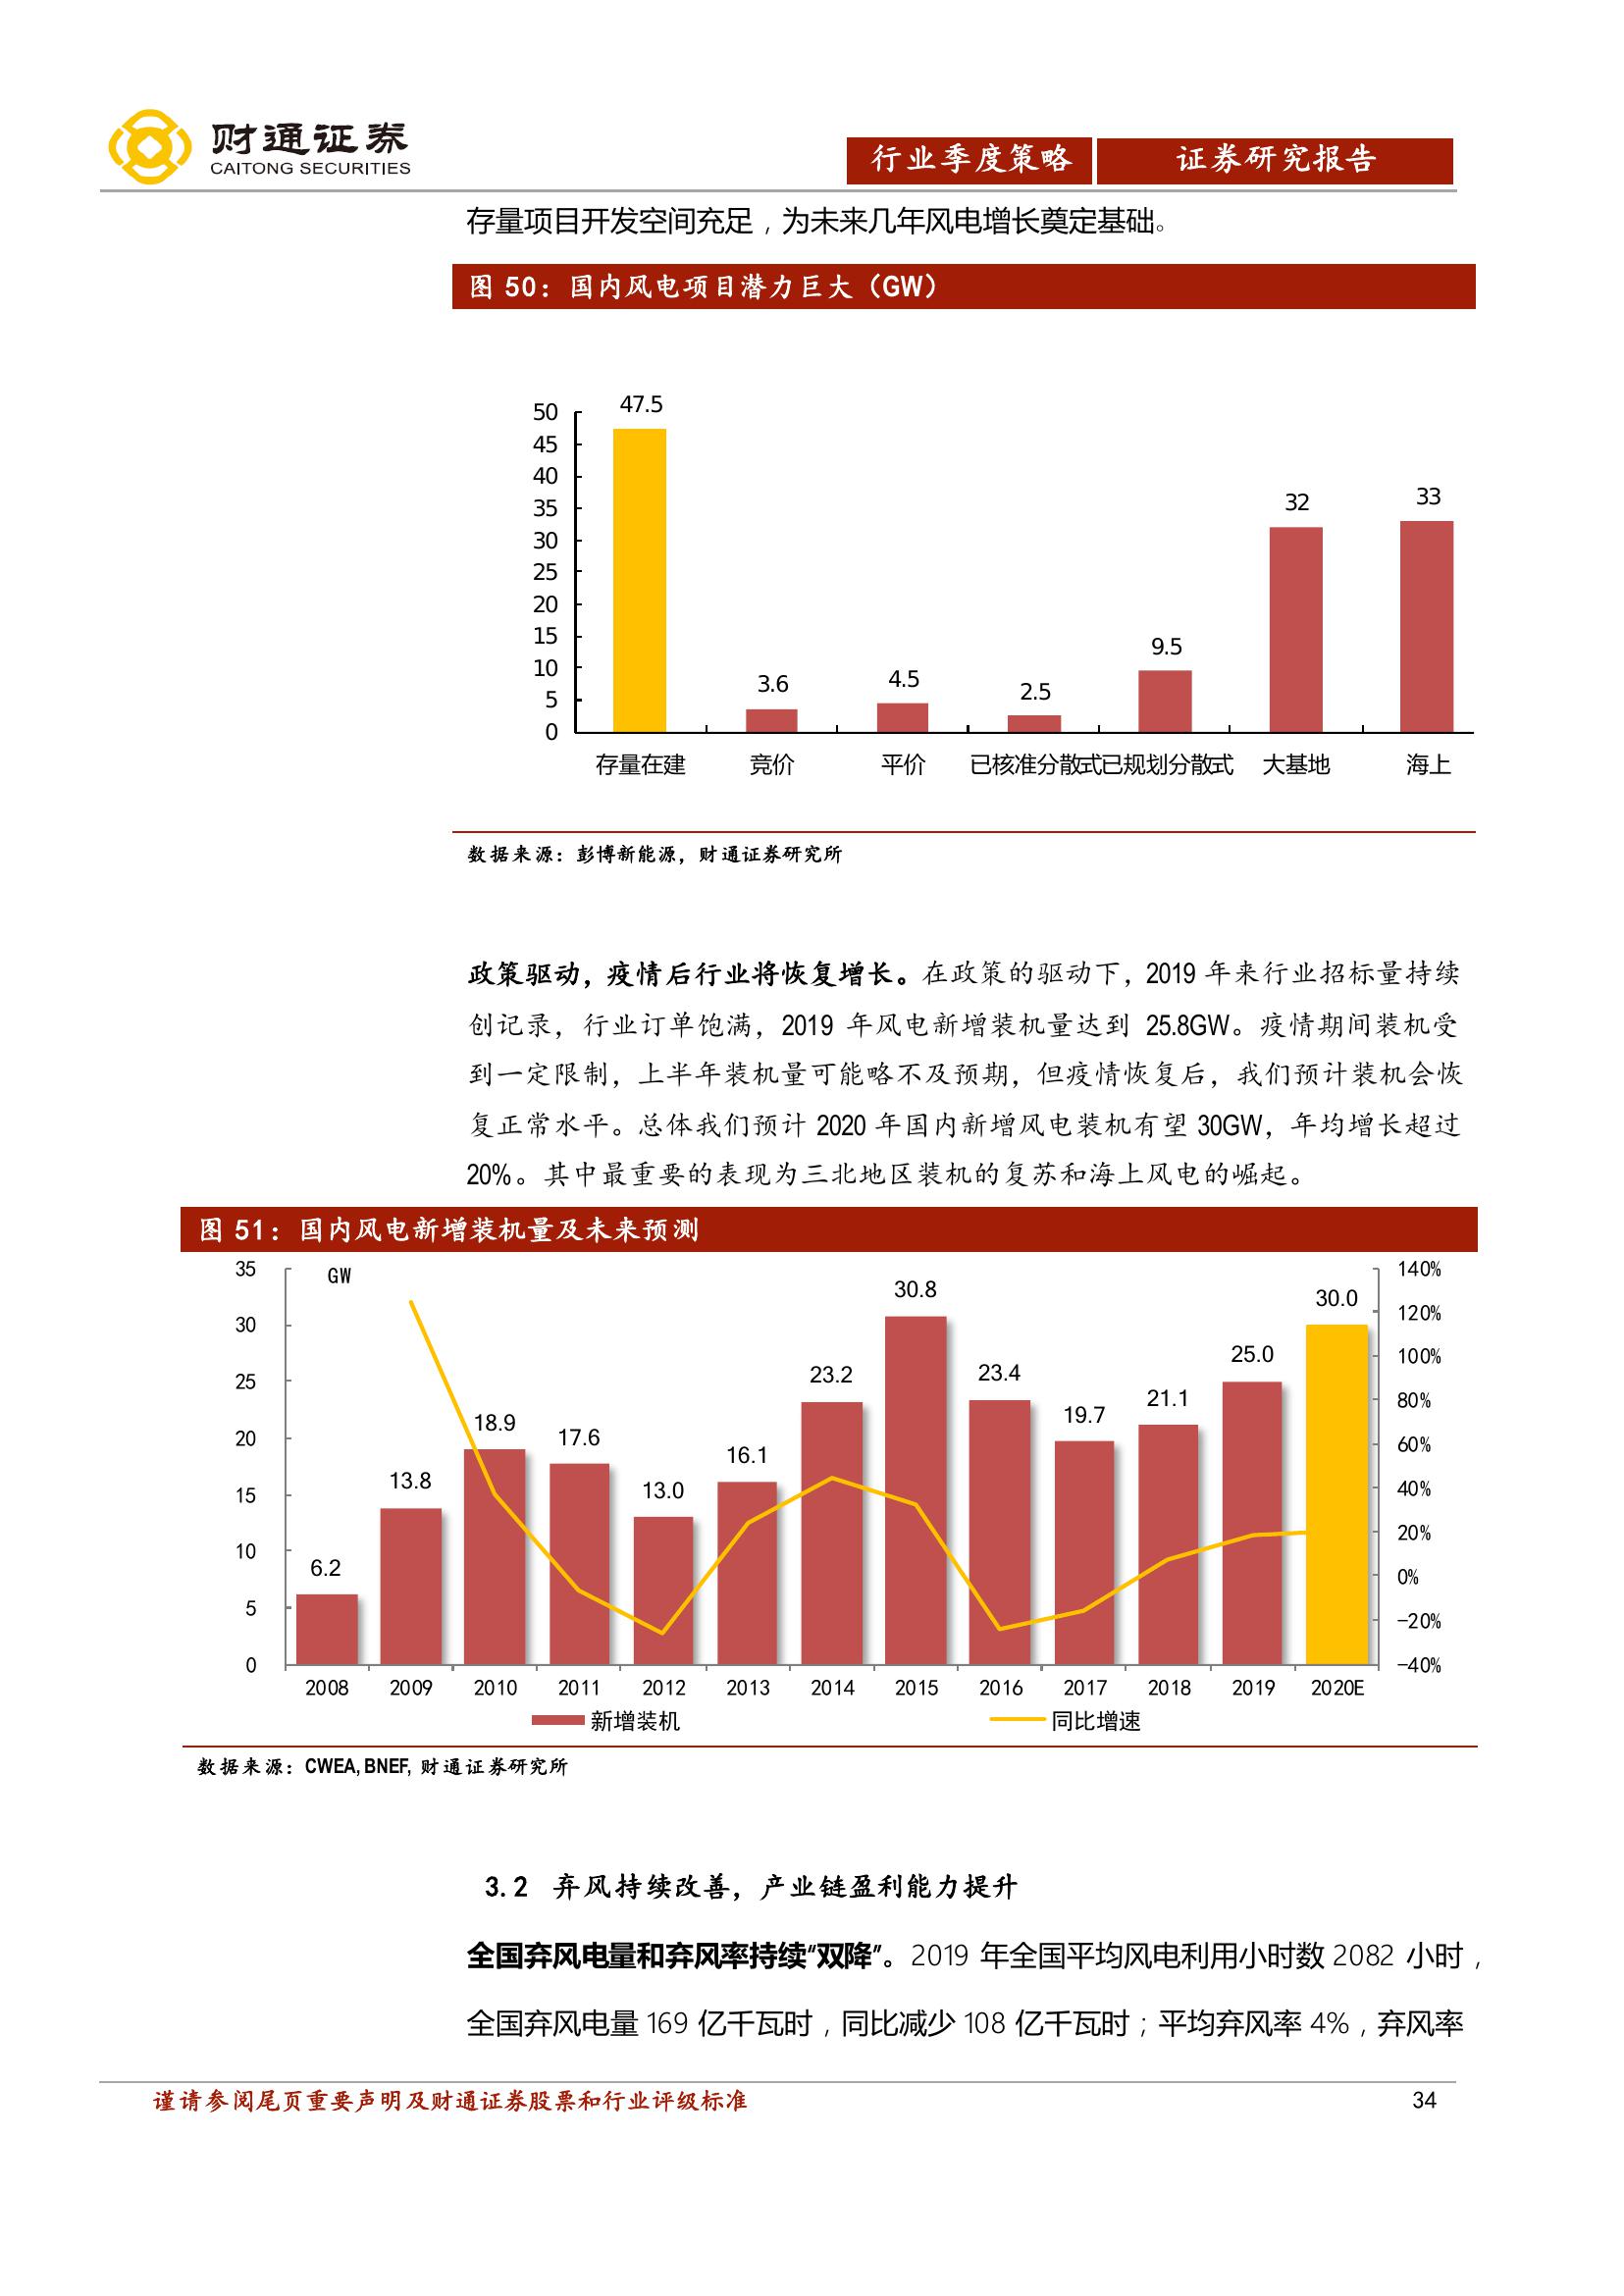 财通证券
CAITONG SECURITIES
行业季度策略 证券研究报告
存量项目开发空间充足，为未来几年风电增长奠定基础。
图 50：国内风电项目潜力巨大（GW）
50
45
40
35
30
25
20
15
10
5
0
47.5
3.6
4.5
2.5
9.5
32
33
存量在建 竞价 平价 已核准分散式 已规划分散式 大基地 海上
数据来源：彭博新能源，财通证券研究所
政策驱动，疫情后行业将恢复增长。在政策的驱动下，2019 年来行业招标量持续
创记录，行业订单饱满，2019 年风电新增装机量达到 25.8GW。疫情期间装机受
到一定限制，上半年装机量可能略不及预期，但疫情恢复后，我们预计装机会恢
复正常水平。总体我们预计 2020 年国内新增风电装机有望 30GW，年均增长超过
20%。其中最重要的表现为三北地区装机的复苏和海上风电的崛起。
图 51：国内风电新增装机量及未来预测
GW
35
30
25
20
15
10
5
0
6.2
13.8
18.9
17.6
13.0
16.1
23.2
30.8
23.4
19.7
21.1
25.0
30.0
140%
120%
100%
80%
60%
40%
20%
0%
-20%
-40%
2008 2009 2010 2011 2012 2013 2014 2015 2016 2017 2018 2019 2020E
新增装机 同比增速
数据来源：CWEA, BNEF, 财通证券研究所
3.2 弃风持续改善，产业链盈利能力提升
全国弃风电量和弃风率持续“双降”。2019 年全国平均风电利用小时数 2082 小时，
全国弃风电量 169 亿千瓦时，同比减少 108 亿千瓦时；平均弃风率 4%，弃风率
谨请参阅尾页重要声明及财通证券股票和行业评级标准 34